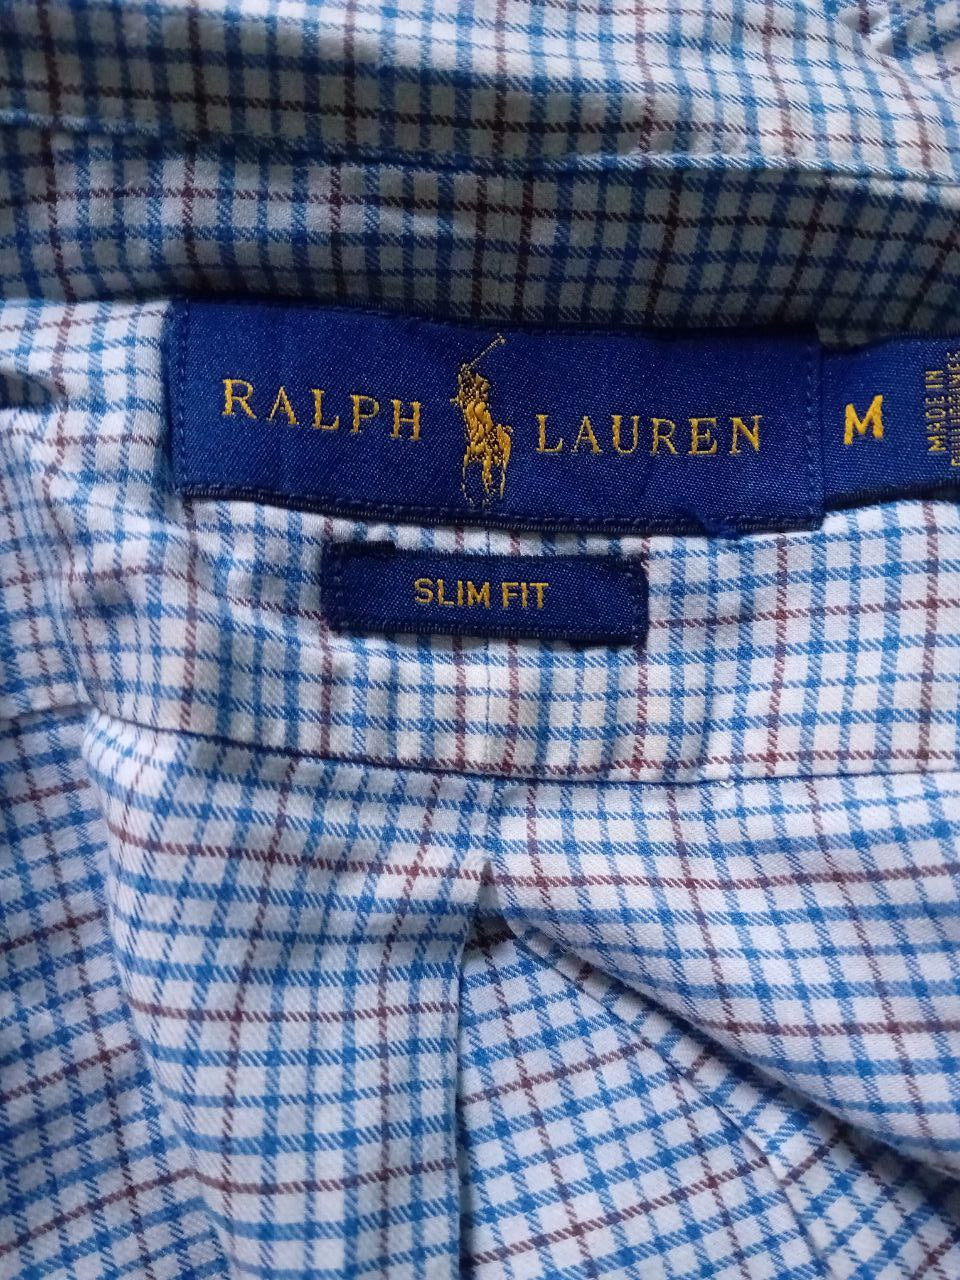 RALPH LAUREN
M
MADE IN
SLIM FIT